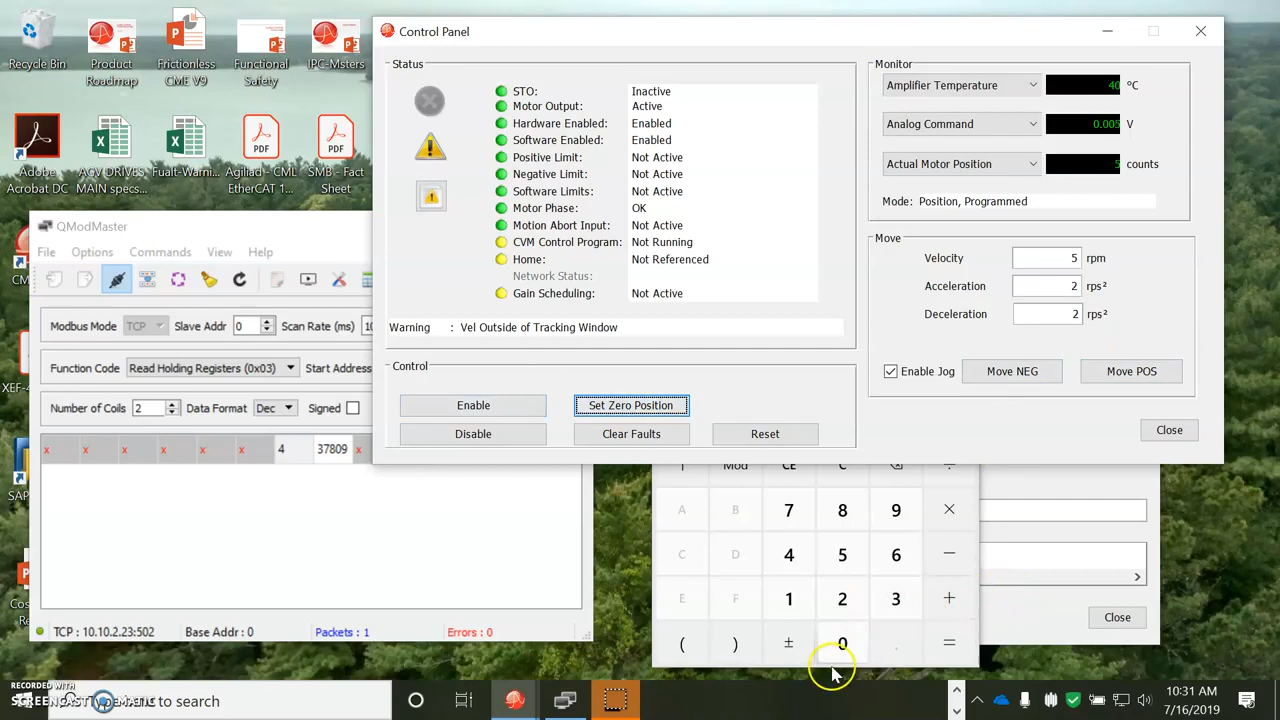 Recycle Bin
Product
Roadmap
Frictionless
CME V9
Functional
Safety
IPC-Msters
Adobe
Acrobat DC
AGV DRIVES
MAIN specs...
Fualt-Warni...
Agiliad - CML
EtherCAT 1...
SMB - Fact
Sheet
Control Panel
Status
STO: Inactive
Motor Output: Active
Hardware Enabled: Enabled
Software Enabled: Enabled
Positive Limit: Not Active
Negative Limit: Not Active
Software Limits: Not Active
Motor Phase: OK
Motion Abort Input: Not Active
CVM Control Program: Not Running
Home: Not Referenced
Network Status:
Gain Scheduling: Not Active
Warning : Vel Outside of Tracking Window
Control
Enable
Set Zero Position
Disable
Clear Faults
Reset
Monitor
Amplifier Temperature 40 ºC
Analog Command 0.005 V
Actual Motor Position 5 counts
Mode: Position, Programmed
Move
Velocity 5 rpm
Acceleration 2 rps²
Deceleration 2 rps²
Enable Jog
Move NEG
Move POS
Close
QModMaster
File Options Commands View Help
Modbus Mode TCP Slave Addr 0 Scan Rate (ms) 10
Function Code Read Holding Registers (0x03) Start Address
Number of Coils 2 Data Format Dec Signed
x x x x x x 4 37809 x
TCP : 10.10.2.23:502 Base Addr : 0 Packets : 1 Errors : 0
XEF-4
SAP
Cos
Re
Mod CE C
A B 7 8 9 ×
C D 4 5 6 −
E F 1 2 3 +
( ) ± 0 . =
Close
RECORDED WITH
SCREENCAST
to search
10:31 AM
7/16/2019